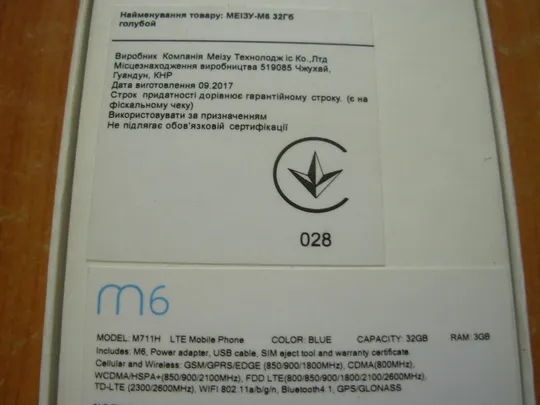 Найменування товару: МЕІЗУ-М6 32Гб
голубой
Виробник Компанія Меізу Технолодж іс Ко.,Лтд
Місцезнаходження виробництва 519085 Чжухай,
Гуандун, КНР
Дата виготовлення 09.2017
Строк придатності дорівнює гарантійному строку. (є на
фіскальному чеку)
Використовувати за призначенням
Не підлягає обов'язковій сертифікації
028
m6
MODEL: M711H LTE Mobile Phone COLOR: BLUE CAPACITY: 32GB RAM: 3GB
Includes: M6, Power adapter, USB cable, SIM eject tool and warranty certificate
Cellular and Wireless: GSM/GPRS/EDGE (850/900/1800MHz), CDMA(800MHz),
WCDMA/HSPA+(850/900/2100MHz), FDD LTE(800/850/900/1800/2100/2600MHz),
TD-LTE (2300/2600MHz), WIFI 802.11a/b/g/n, Bluetooth4.1, GPS/GLONASS